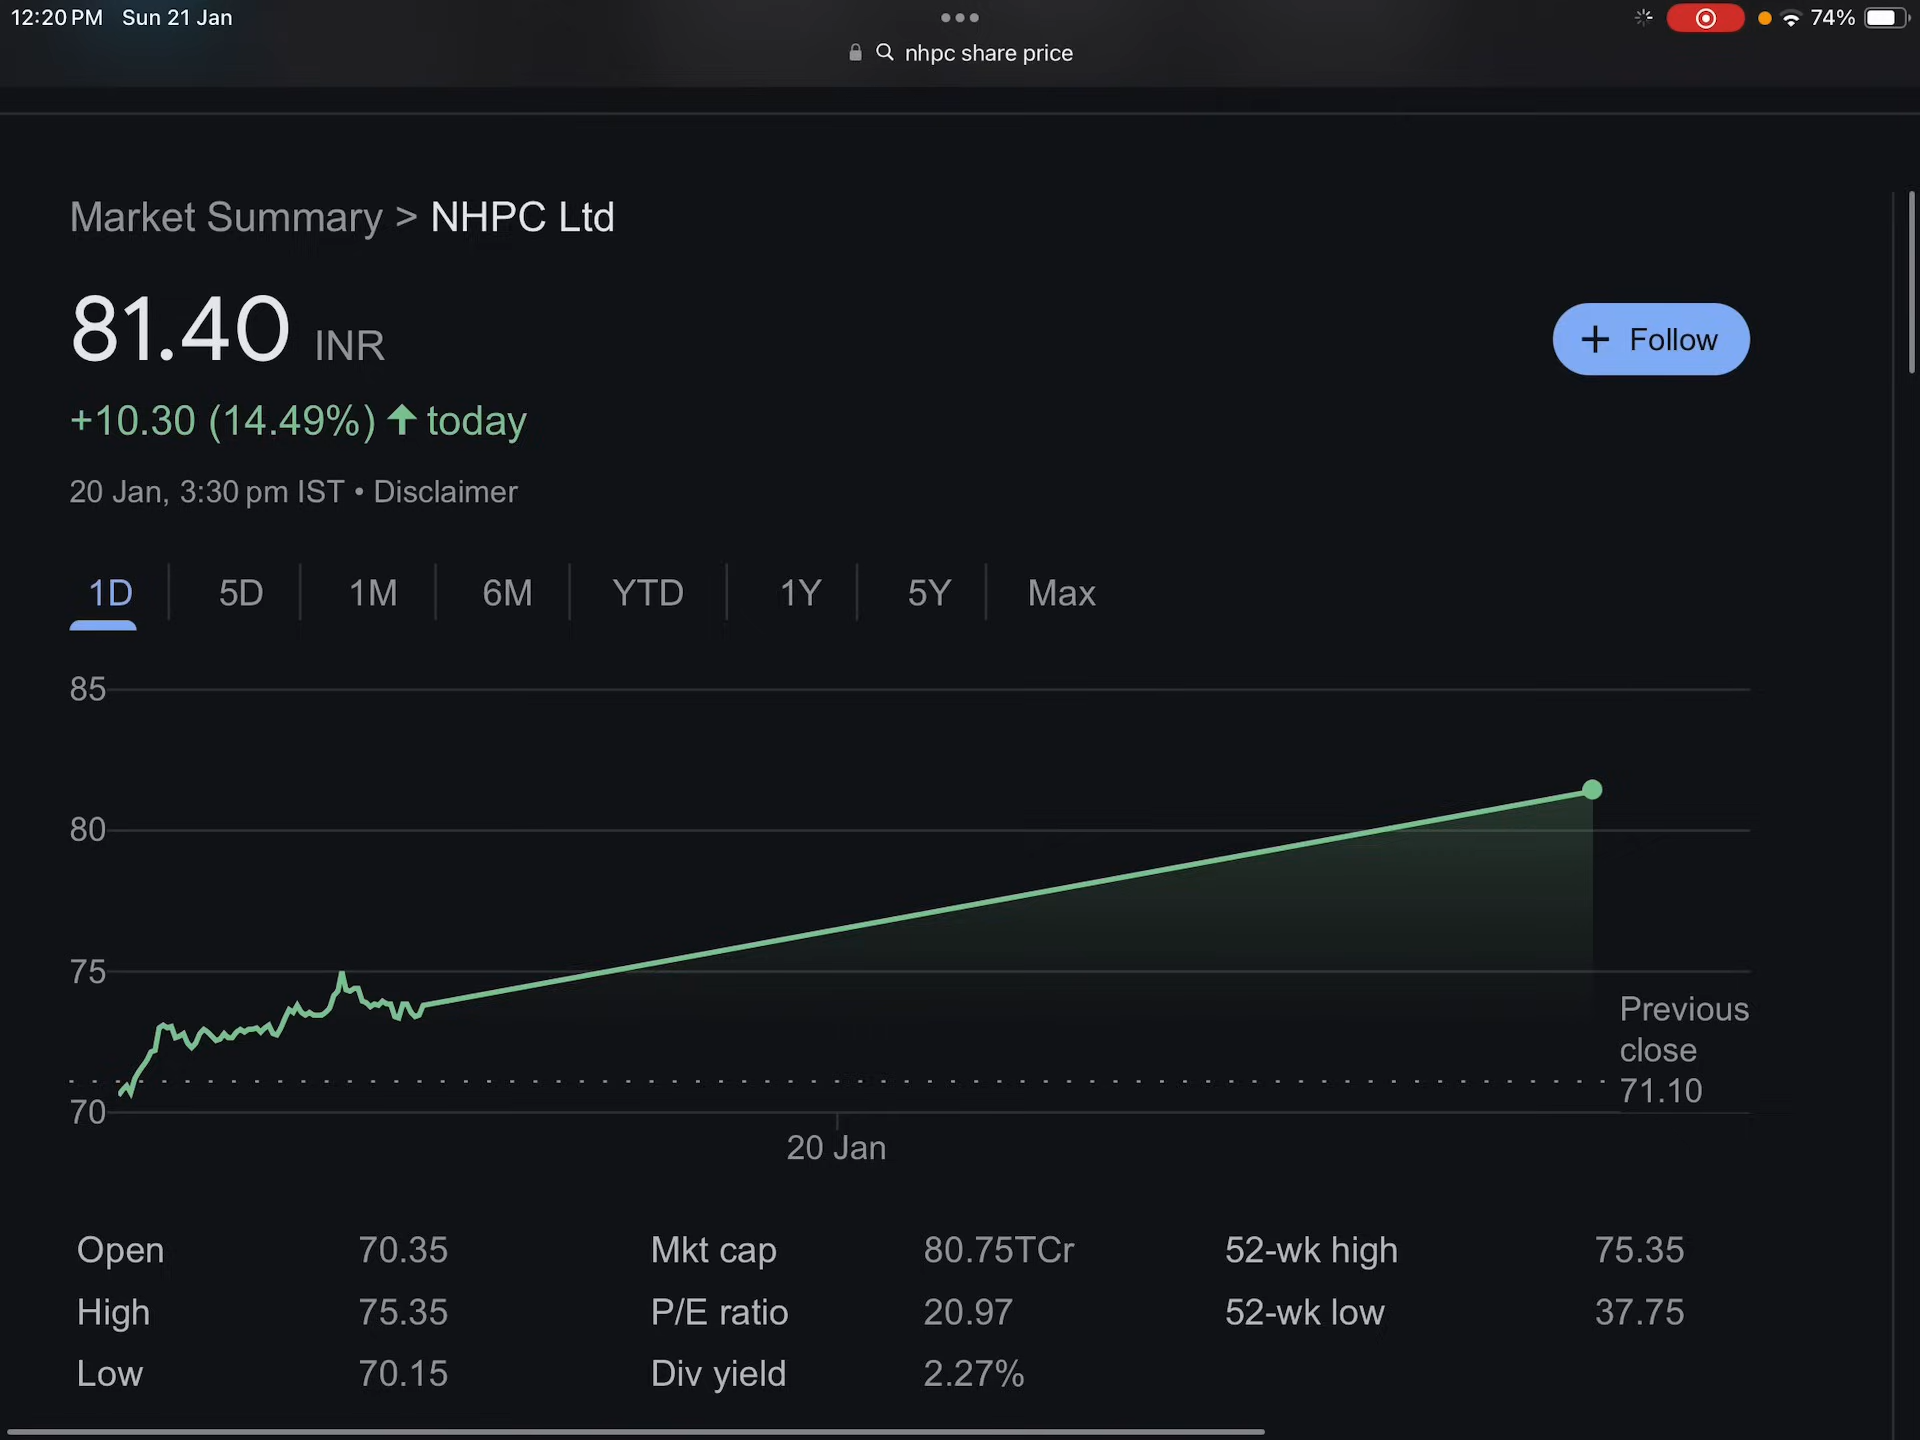 12:20 PM Sun 21 Jan
74%
nhpc share price
Market Summary > NHPC Ltd
81.40 INR
+ Follow
+10.30 (14.49%) ↑ today
20 Jan, 3:30 pm IST • Disclaimer
1D 5D 1M 6M YTD 1Y 5Y Max
85
80
75
Previous
close
71.10
70
20 Jan
Open 70.35 Mkt cap 80.75TCr 52-wk high 75.35
High 75.35 P/E ratio 20.97 52-wk low 37.75
Low 70.15 Div yield 2.27%